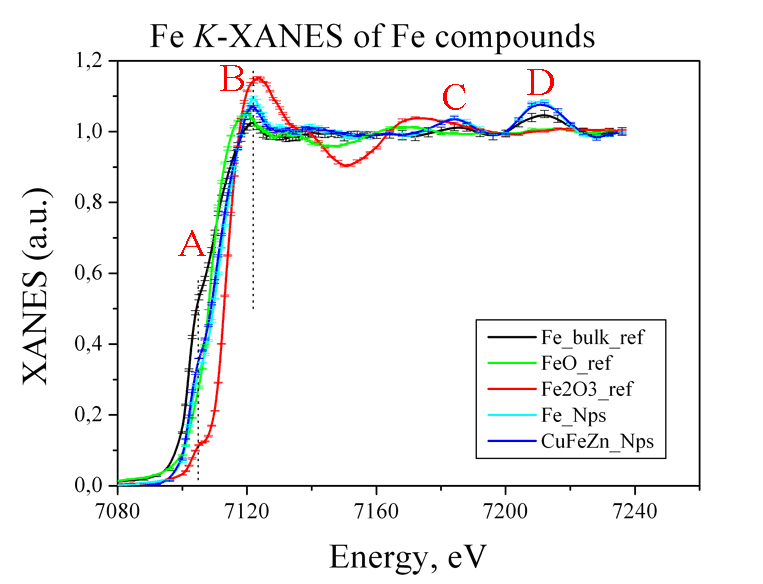 Fe K-XANES of Fe compounds
1,2
1,0
0,8
0,6
0,4
0,2
0,0
XANES (a.u.)
A
B
C
D
Fe_bulk_ref
FeO_ref
Fe2O3_ref
Fe_Nps
CuFeZn_Nps
7080
7120
7160
7200
7240
Energy, eV